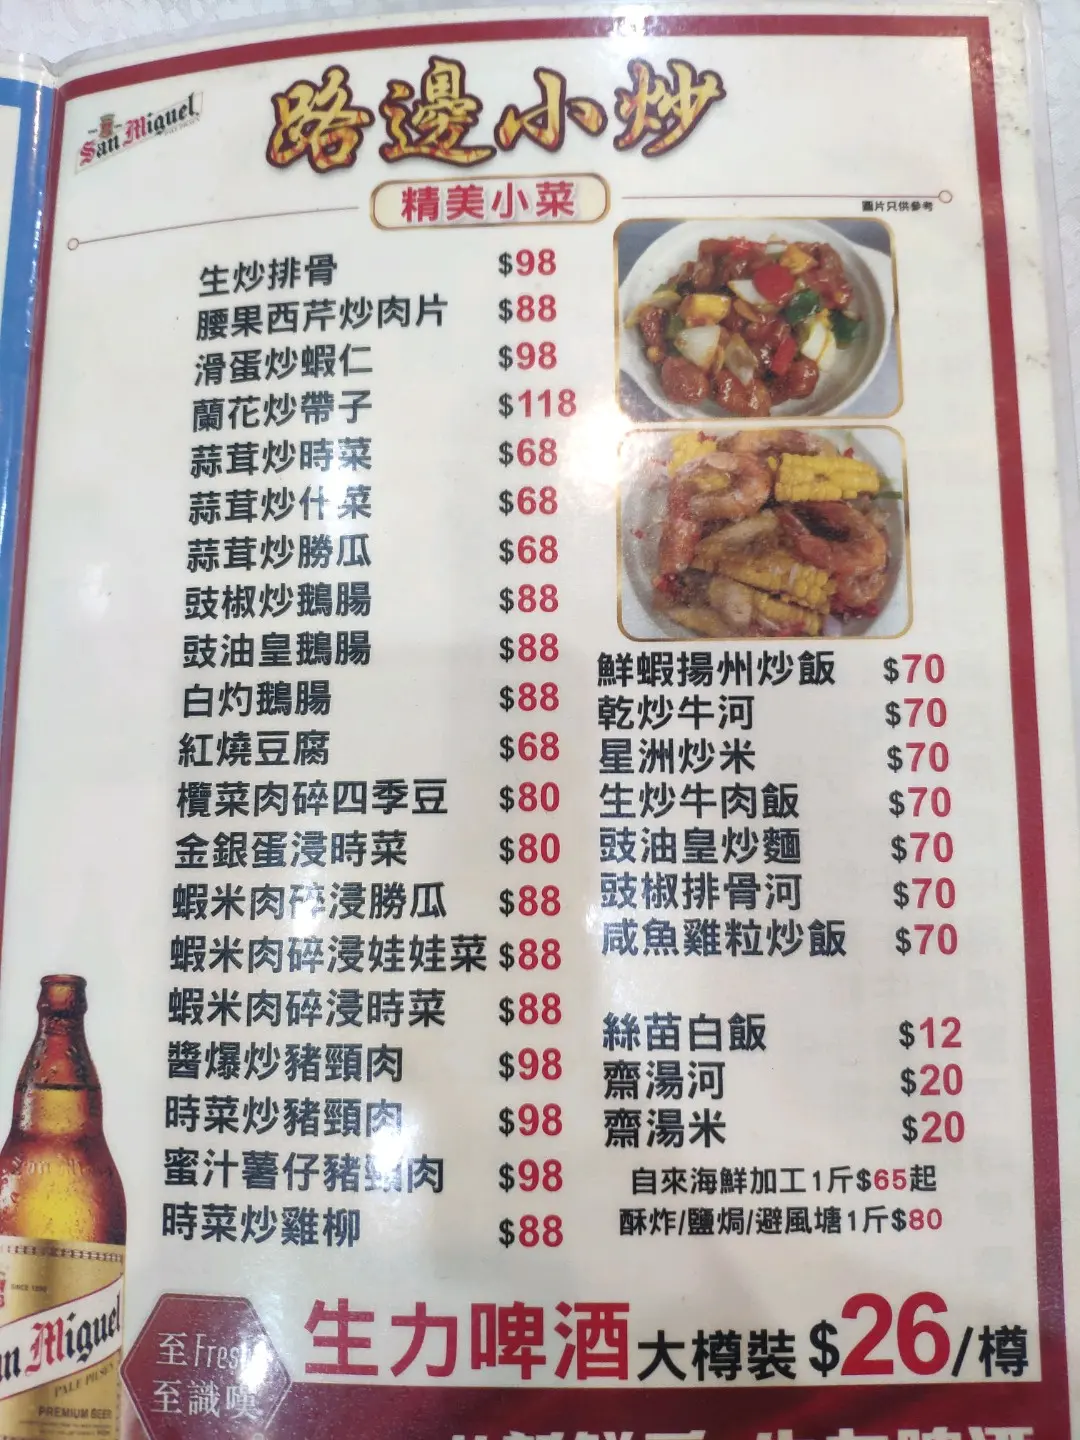 San Miguel
路邊小炒
精美小菜
圖片只供參考
生炒排骨 $98
腰果西芹炒肉片 $88
滑蛋炒蝦仁 $98
蘭花炒帶子 $118
蒜茸炒時菜 $68
蒜茸炒什菜 $68
蒜茸炒勝瓜 $68
豉椒炒鵝腸 $88
豉油皇鵝腸 $88
白灼鵝腸 $88
紅燒豆腐 $68
欖菜肉碎四季豆 $80
金銀蛋浸時菜 $80
蝦米肉碎浸勝瓜 $88
蝦米肉碎浸娃娃菜 $88
蝦米肉碎浸時菜 $88
醬爆炒豬頸肉 $98
時菜炒豬頸肉 $98
蜜汁薯仔豬頸肉 $98
時菜炒雞柳 $88
鮮蝦揚州炒飯 $70
乾炒牛河 $70
星洲炒米 $70
生炒牛肉飯 $70
豉油皇炒麵 $70
豉椒排骨河 $70
咸魚雞粒炒飯 $70
絲苗白飯 $12
齋湯河 $20
齋湯米 $20
自來海鮮加工1斤$65起
酥炸/鹽焗/避風塘1斤$80
SINCE 1890
San Miguel
PALE PILSEN
PREMIUM BEER
至Fresh
至識嘆
生力啤酒大樽裝$26/樽